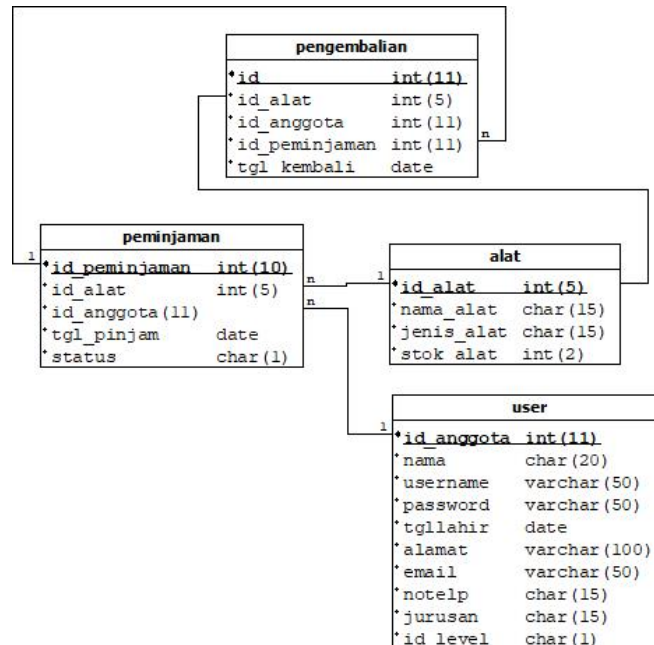 pengembalian
id int(11)
id_alat int(5)
id_anggota int(11)
id_peminjaman int(11)
tgl_kembali date
n
peminjaman
1
id_peminjaman int(10)
id_alat int(5)
id_anggota(11)
tgl_pinjam date
status char(1)
n
n
alat
1
id_alat int(5)
nama_alat char(15)
jenis_alat char(15)
stok_alat int(2)
user
1
id_anggota int(11)
nama char(20)
username varchar(50)
password varchar(50)
tgllahir date
alamat varchar(100)
email varchar(50)
notelp char(15)
jurusan char(15)
id_level char(1)